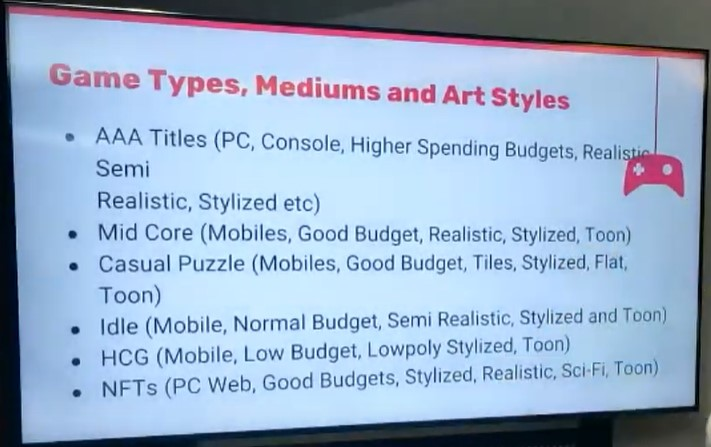 Game Types, Mediums and Art Styles
• AAA Titles (PC, Console, Higher Spending Budgets, Realistic
Semi
Realistic, Stylized etc)
• Mid Core (Mobiles, Good Budget, Realistic, Stylized, Toon)
• Casual Puzzle (Mobiles, Good Budget, Tiles, Stylized, Flat,
Toon)
• Idle (Mobile, Normal Budget, Semi Realistic, Stylized and Toon)
• HCG (Mobile, Low Budget, Lowpoly Stylized, Toon)
• NFTs (PC Web, Good Budgets, Stylized, Realistic, Sci-Fi, Toon)